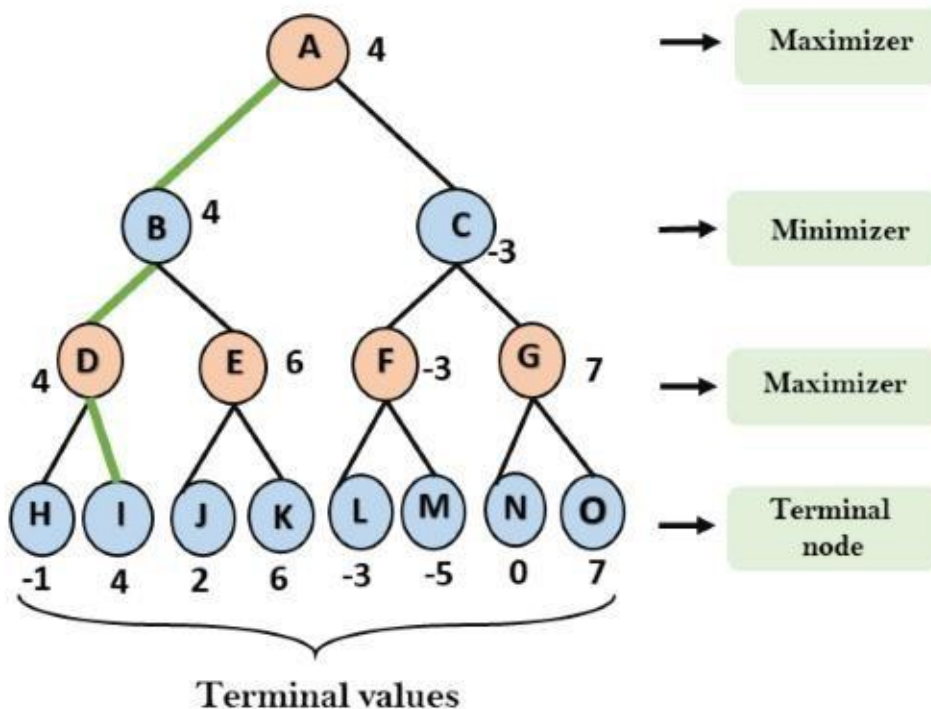 A 4 Maximizer
B 4 C -3 Minimizer
D 4 E 6 F -3 G 7 Maximizer
H I J K L M N O Terminal
node
-1 4 2 6 -3 -5 0 7
Terminal values